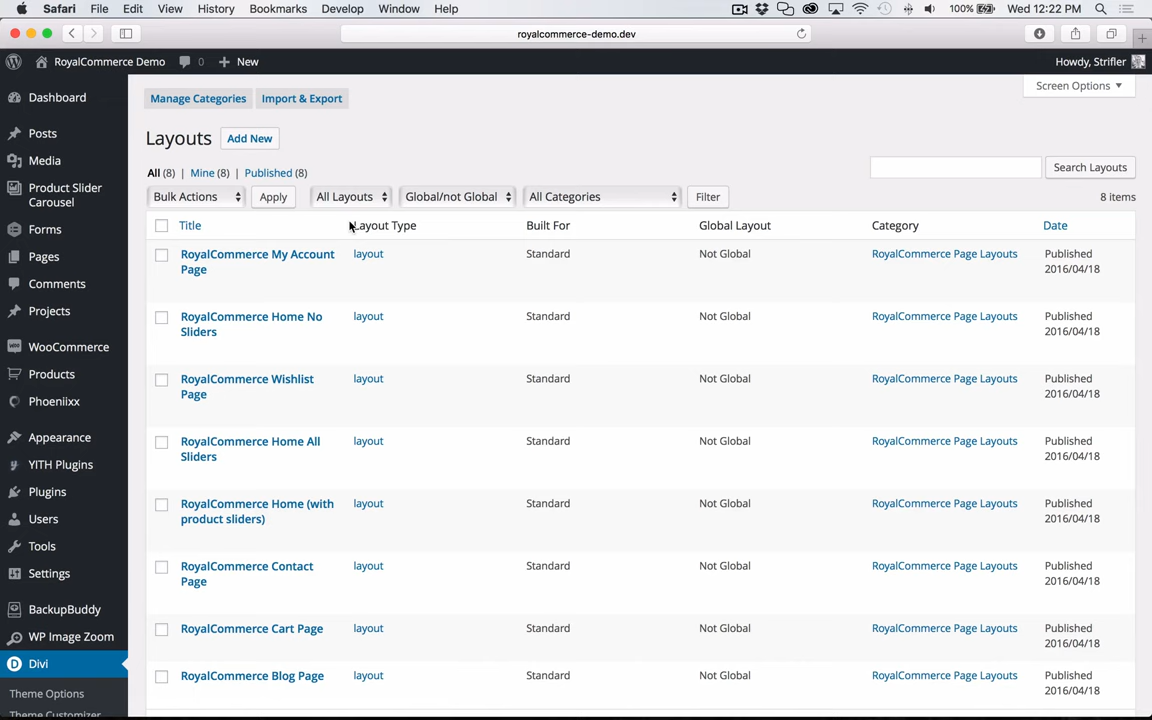 Safari File Edit View History Bookmarks Develop Window Help 100% Wed 12:22 PM
royalcommerce-demo.dev
RoyalCommerce Demo 0 + New Howdy, Strifler
Dashboard
Posts
Media
Product Slider
Carousel
Forms
Pages
Comments
Projects
WooCommerce
Products
Phoeniixx
Appearance
YITH Plugins
Plugins
Users
Tools
Settings
BackupBuddy
WP Image Zoom
Divi
Theme Options
Theme Customizer
Manage Categories Import & Export
Screen Options
Layouts Add New
All (8) | Mine (8) | Published (8)
Search Layouts
Bulk Actions Apply All Layouts Global/not Global All Categories Filter 8 items
Title Layout Type Built For Global Layout Category Date
RoyalCommerce My Account layout Standard Not Global RoyalCommerce Page Layouts Published
Page 2016/04/18
RoyalCommerce Home No layout Standard Not Global RoyalCommerce Page Layouts Published
Sliders 2016/04/18
RoyalCommerce Wishlist layout Standard Not Global RoyalCommerce Page Layouts Published
Page 2016/04/18
RoyalCommerce Home All layout Standard Not Global RoyalCommerce Page Layouts Published
Sliders 2016/04/18
RoyalCommerce Home (with layout Standard Not Global RoyalCommerce Page Layouts Published
product sliders) 2016/04/18
RoyalCommerce Contact layout Standard Not Global RoyalCommerce Page Layouts Published
Page 2016/04/18
RoyalCommerce Cart Page layout Standard Not Global RoyalCommerce Page Layouts Published
2016/04/18
RoyalCommerce Blog Page layout Standard Not Global RoyalCommerce Page Layouts Published
2016/04/18